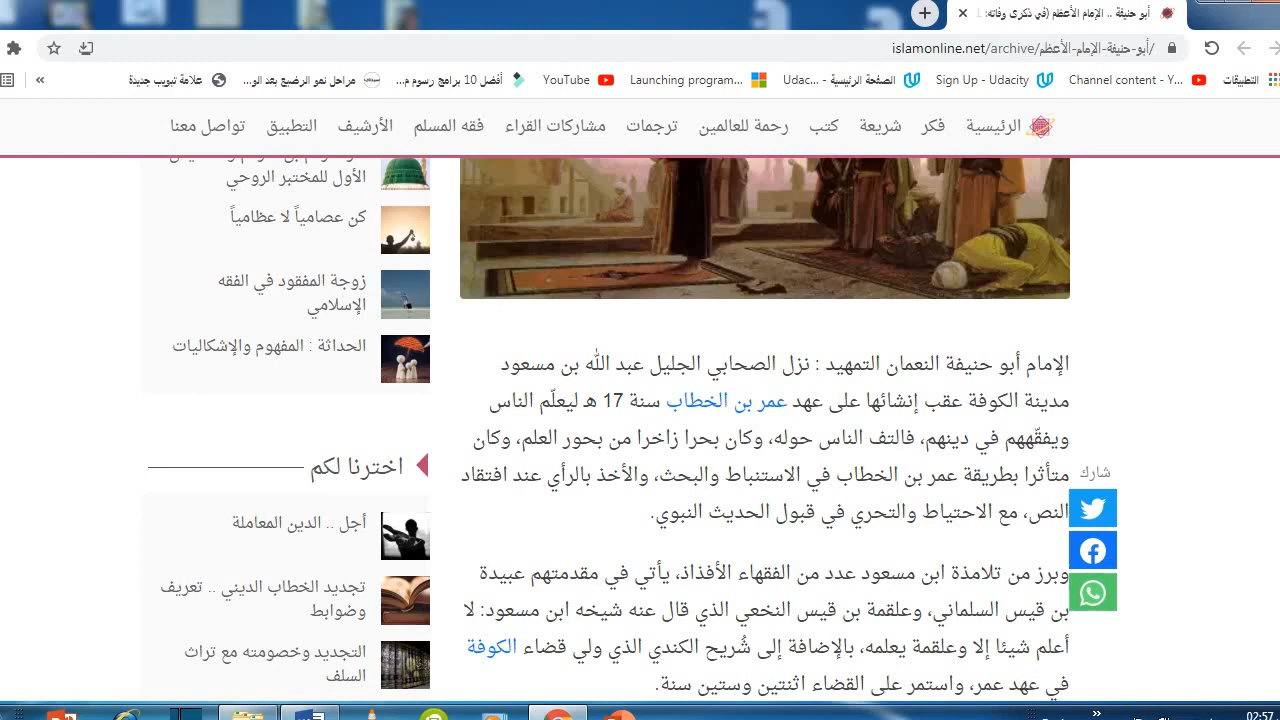 أبو حنيفة .. الإمام الأعظم (في ذكرى وفاته:
islamonline.net/archive/أبو-حنيفة-الإمام-الأعظم/
التطبيقات
Channel content - Y...
Sign Up - Udacity
الصفحة الرئيسية - Udac...
Launching program...
YouTube
أفضل 10 برامج رسوم م...
مراحل نمو الرضيع بعد الو...
علامة تبويب جديدة
الرئيسية فكر شريعة كتب رحمة للعالمين ترجمات مشاركات القراء فقه المسلم الأرشيف التطبيق تواصل معنا
الأول للمختبر الروحي
كن عصامياً لا عظامياً
زوجة المفقود في الفقه
الإسلامي
الحداثة : المفهوم والإشكاليات
اخترنا لكم
أجل .. الدين المعاملة
تجديد الخطاب الديني .. تعريف
وضوابط
التجديد وخصومته مع تراث
السلف
الإمام أبو حنيفة النعمان التمهيد : نزل الصحابي الجليل عبد الله بن مسعود
مدينة الكوفة عقب إنشائها على عهد عمر بن الخطاب سنة 17 هـ ليعلّم الناس
ويفقّههم في دينهم، فالتف الناس حوله، وكان بحرا زاخرا من بحور العلم، وكان
متأثرا بطريقة عمر بن الخطاب في الاستنباط والبحث، والأخذ بالرأي عند افتقاد
النص، مع الاحتياط والتحري في قبول الحديث النبوي.
وبرز من تلامذة ابن مسعود عدد من الفقهاء الأفذاذ، يأتي في مقدمتهم عبيدة
بن قيس السلماني، وعلقمة بن قيس النخعي الذي قال عنه شيخه ابن مسعود: لا
أعلم شيئا إلا وعلقمة يعلمه، بالإضافة إلى شُريح الكندي الذي ولي قضاء الكوفة
في عهد عمر، واستمر على القضاء اثنتين وستين سنة.
شارك
02:57